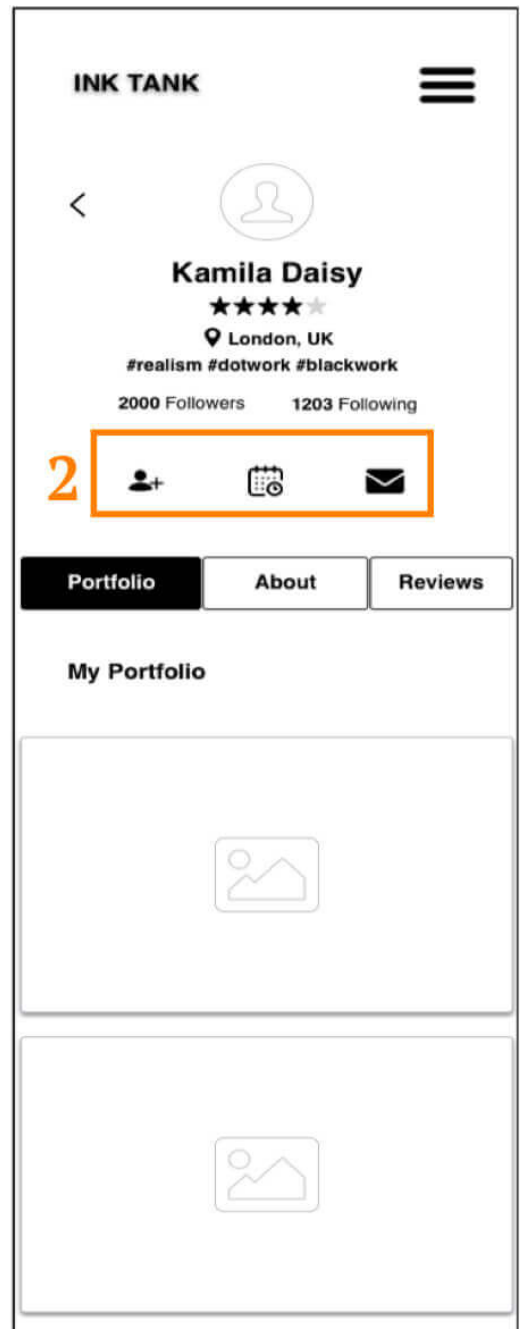 INK TANK
Kamila Daisy
London, UK
#realism #dotwork #blackwork
2000 Followers 1203 Following
2
Portfolio About Reviews
My Portfolio